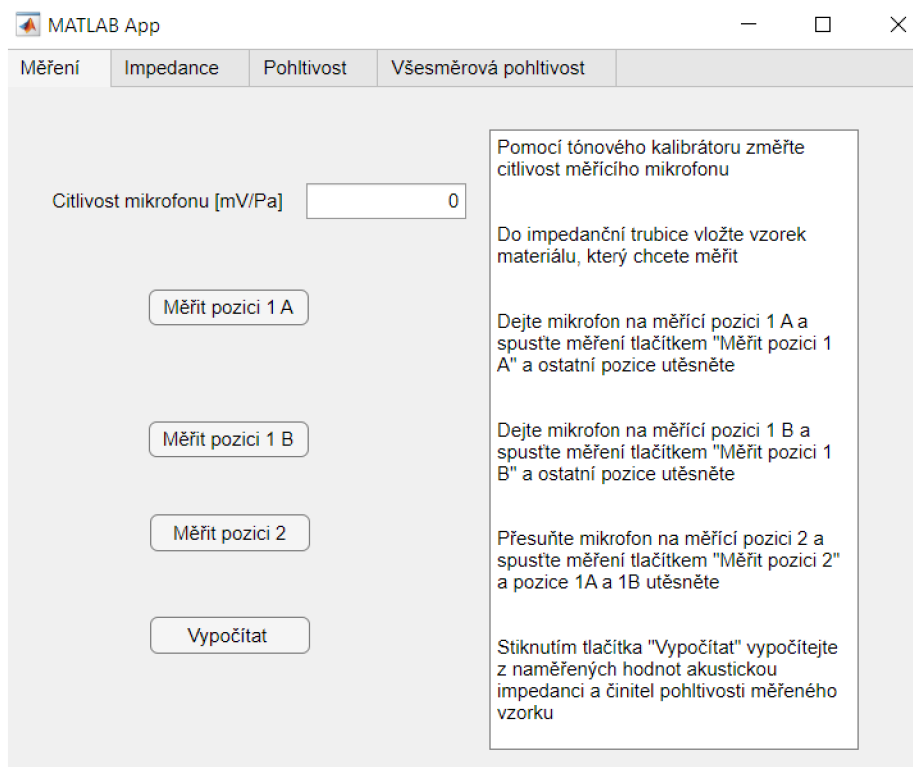 MATLAB App
Měření
Impedance
Pohltivost
Všesměrová pohltivost
Citlivost mikrofonu [mV/Pa]
0
Měřit pozici 1 A
Měřit pozici 1 B
Měřit pozici 2
Vypočítat
Pomocí tónového kalibrátoru změřte
citlivost měřícího mikrofonu
Do impedanční trubice vložte vzorek
materiálu, který chcete měřit
Dejte mikrofon na měřící pozici 1 A a
spusťte měření tlačítkem "Měřit pozici 1
A" a ostatní pozice utěsněte
Dejte mikrofon na měřící pozici 1 B a
spusťte měření tlačítkem "Měřit pozici 1
B" a ostatní pozice utěsněte
Přesuňte mikrofon na měřící pozici 2 a
spusťte měření tlačítkem "Měřit pozici 2"
a pozice 1A a 1B utěsněte
Stiknutím tlačítka "Vypočítat" vypočítejte
z naměřených hodnot akustickou
impedanci a činitel pohltivosti měřeného
vzorku